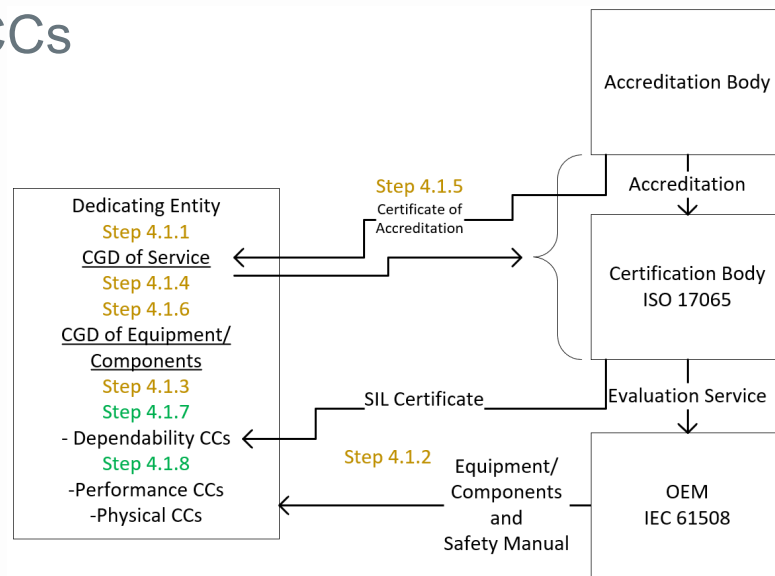 CCs
Accreditation Body
Step 4.1.5
Certificate of
Accreditation
Accreditation
Dedicating Entity
Step 4.1.1
CGD of Service
Step 4.1.4
Step 4.1.6
CGD of Equipment/
Components
Step 4.1.3
Step 4.1.7
- Dependability CCs
Step 4.1.8
-Performance CCs
-Physical CCs
Certification Body
ISO 17065
SIL Certificate
Evaluation Service
Step 4.1.2
Equipment/
Components
and
Safety Manual
OEM
IEC 61508